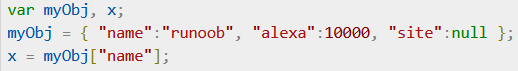 var myObj, x;
myObj = { "name":"runoob", "alexa":10000, "site":null };
x = myObj["name"];